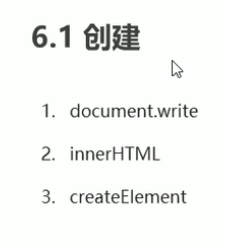 6.1 创建
1. document.write
2. innerHTML
3. createElement